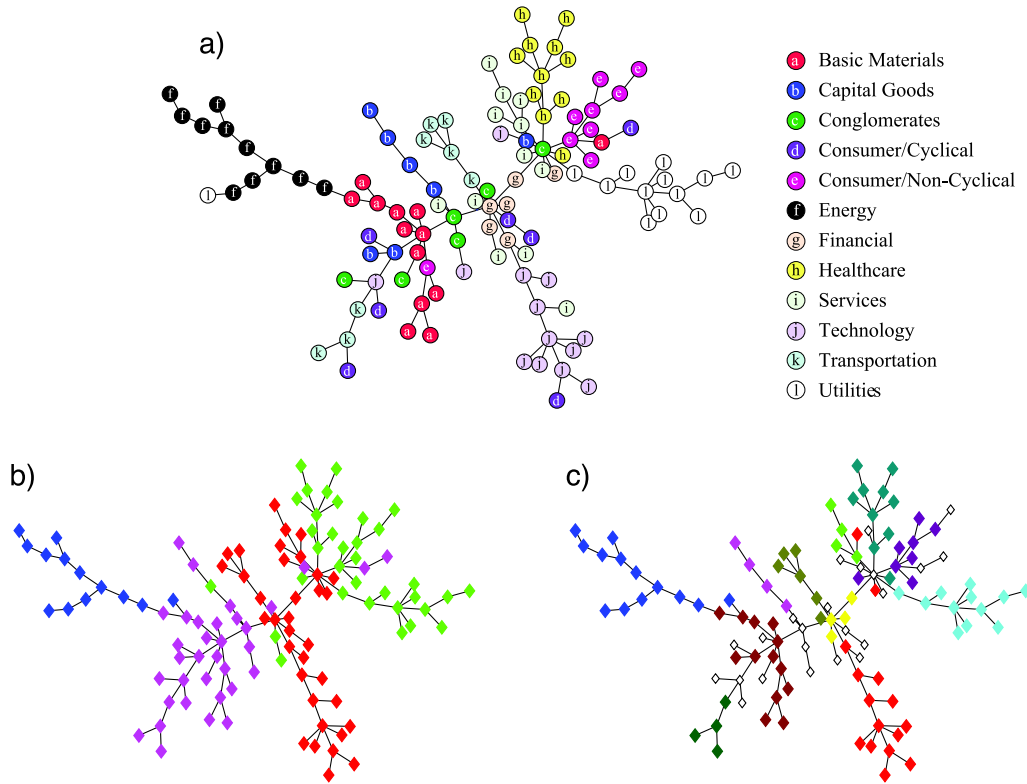 a)
a Basic Materials
b Capital Goods
c Conglomerates
d Consumer/Cyclical
e Consumer/Non-Cyclical
f Energy
g Financial
h Healthcare
i Services
j Technology
k Transportation
l Utilities
b)
c)